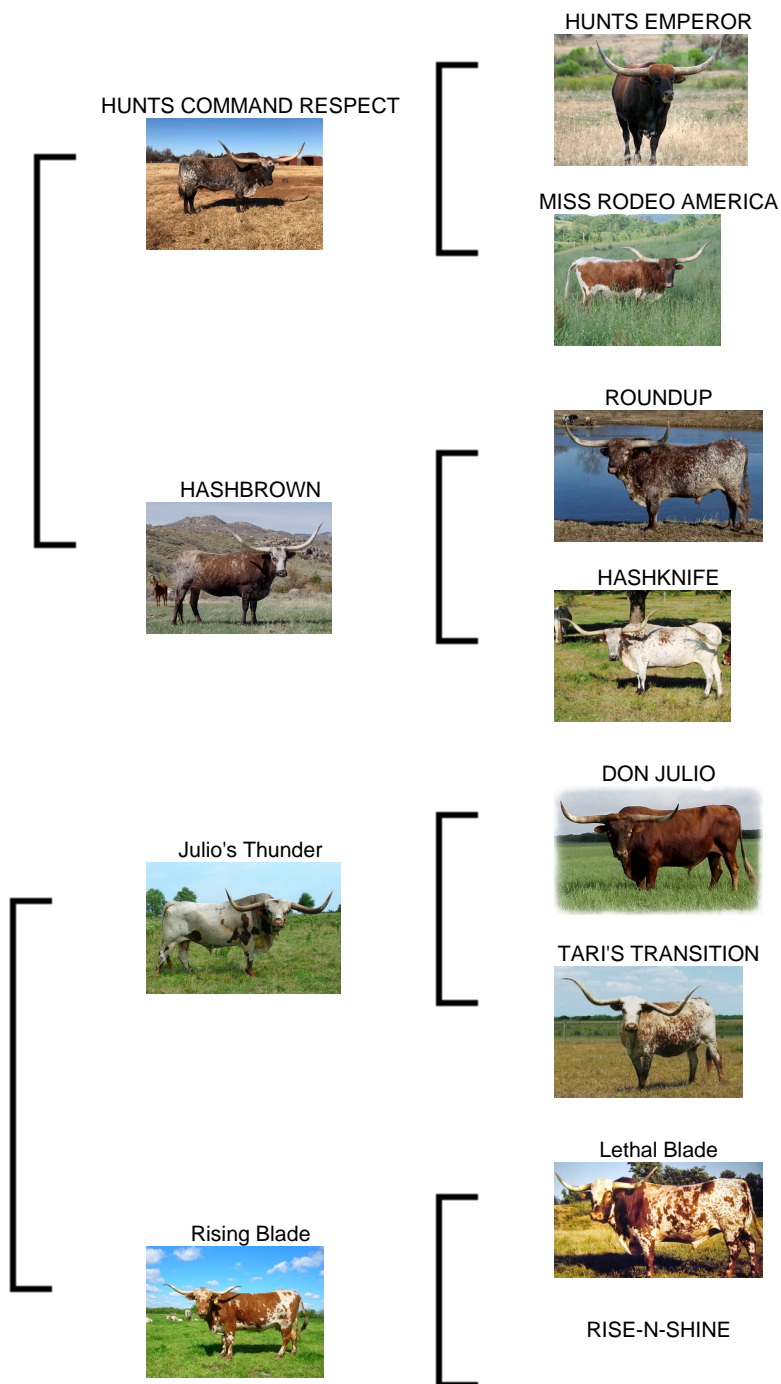 HUNTS EMPEROR
HUNTS COMMAND RESPECT
MISS RODEO AMERICA
ROUNDUP
HASHBROWN
HASHKNIFE
DON JULIO
Julio's Thunder
TARI'S TRANSITION
Lethal Blade
Rising Blade
RISE-N-SHINE